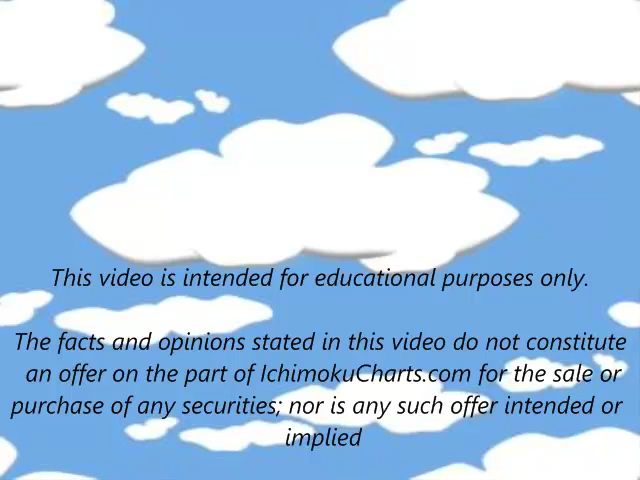 This video is intended for educational purposes only.
The facts and opinions stated in this video do not constitute
an offer on the part of IchimokuCharts.com for the sale or
purchase of any securities; nor is any such offer intended or
implied